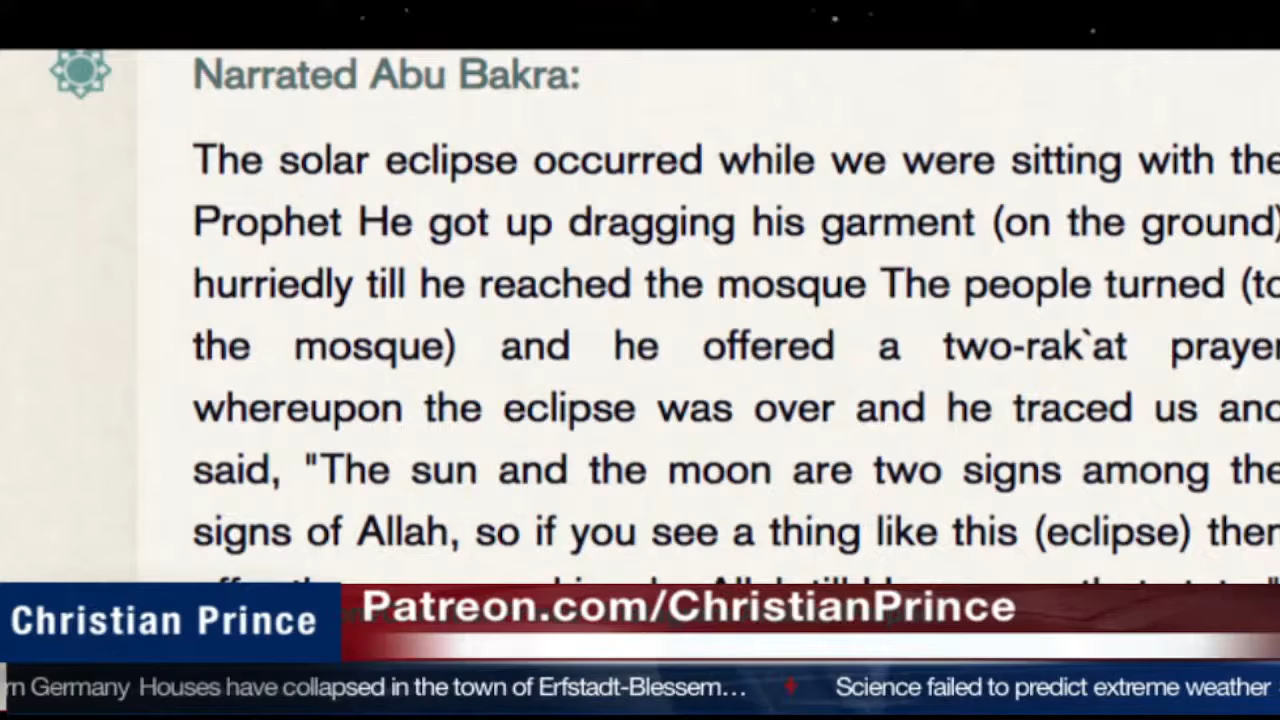 Narrated Abu Bakra:
The solar eclipse occurred while we were sitting with the
Prophet He got up dragging his garment (on the ground)
hurriedly till he reached the mosque The people turned (to
the mosque) and he offered a two-rak`at prayer
whereupon the eclipse was over and he traced us and
said, "The sun and the moon are two signs among the
signs of Allah, so if you see a thing like this (eclipse) then
Christian Prince
Patreon.com/ChristianPrince
Germany Houses have collapsed in the town of Erfstadt-Blessem… Science failed to predict extreme weather